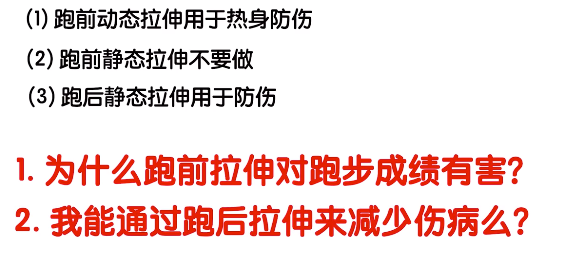 (1) 跑前动态拉伸用于热身防伤
(2) 跑前静态拉伸不要做
(3) 跑后静态拉伸用于防伤
1. 为什么跑前拉伸对跑步成绩有害?
2. 我能通过跑后拉伸来减少伤病么?